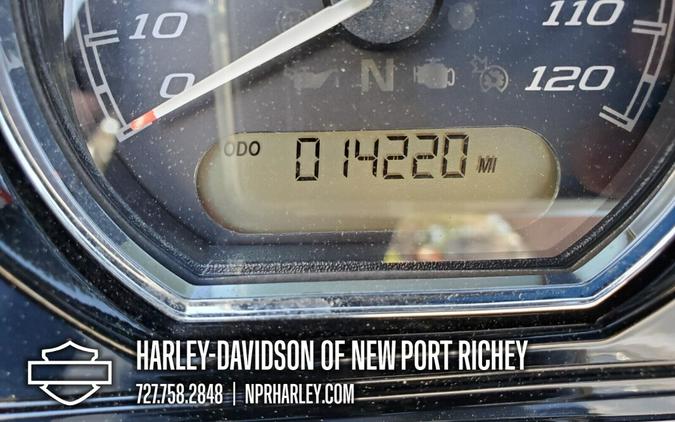 10 110
0 N 120
ODO 014220 MI
HARLEY-DAVIDSON OF NEW PORT RICHEY
727.758.2848 | NPRHARLEY.COM